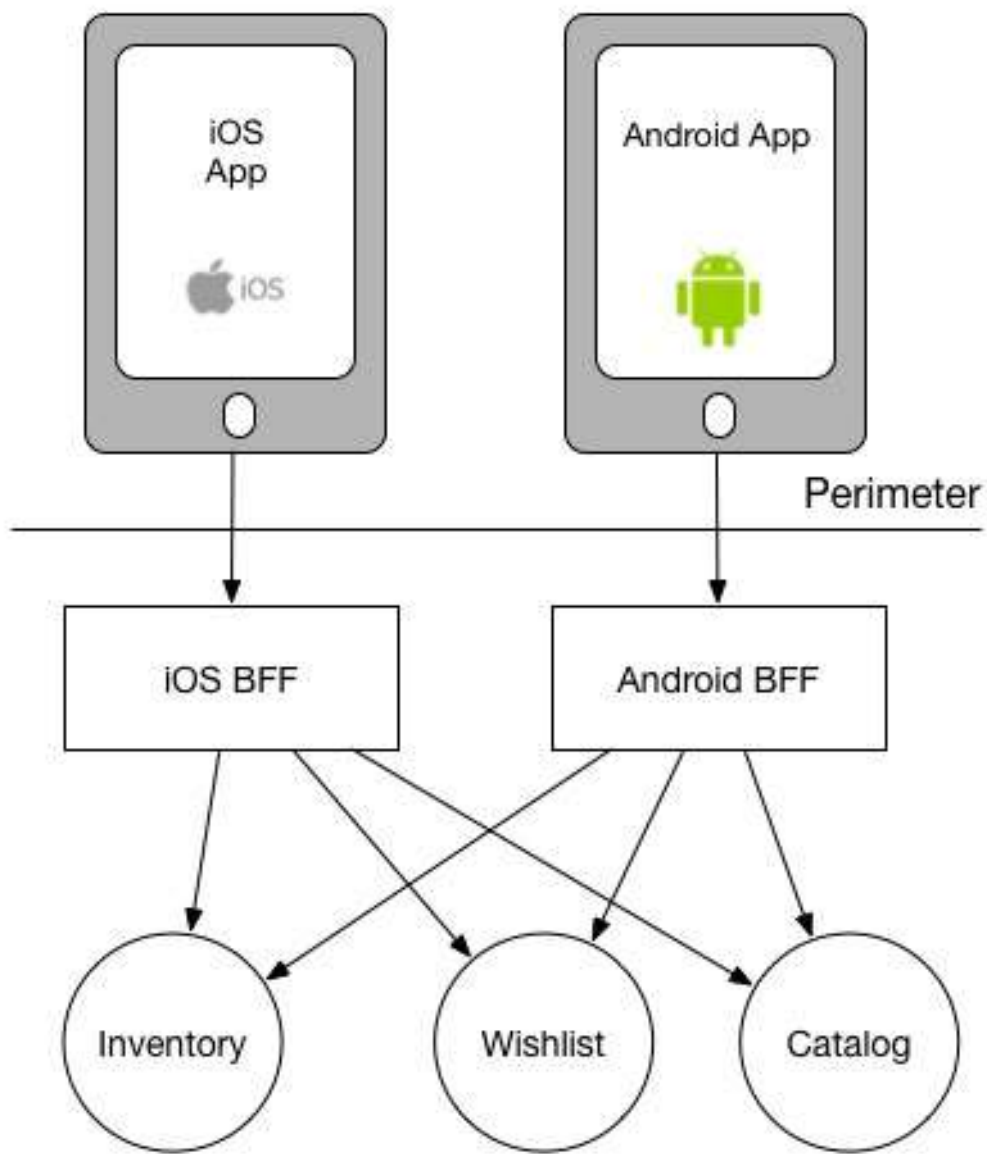 iOS
App
Android App
iOS
Perimeter
iOS BFF
Android BFF
Inventory
Wishlist
Catalog